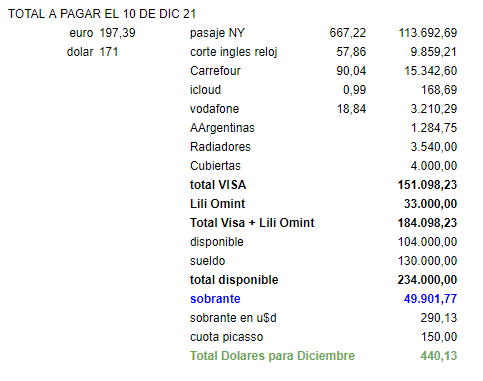 TOTAL A PAGAR EL 10 DE DIC 21
euro 197,39 pasaje NY 667,22 113.692,69
dolar 171 corte ingles reloj 57,86 9.859,21
Carrefour 90,04 15.342,60
icloud 0,99 168,69
vodafone 18,84 3.210,29
AArgentinas 1.284,75
Radiadores 3.540,00
Cubiertas 4.000,00
total VISA 151.098,23
Lili Omint 33.000,00
Total Visa + Lili Omint 184.098,23
disponible 104.000,00
sueldo 130.000,00
total disponible 234.000,00
sobrante 49.901,77
sobrante en u$d 290,13
cuota picasso 150,00
Total Dolares para Diciembre 440,13